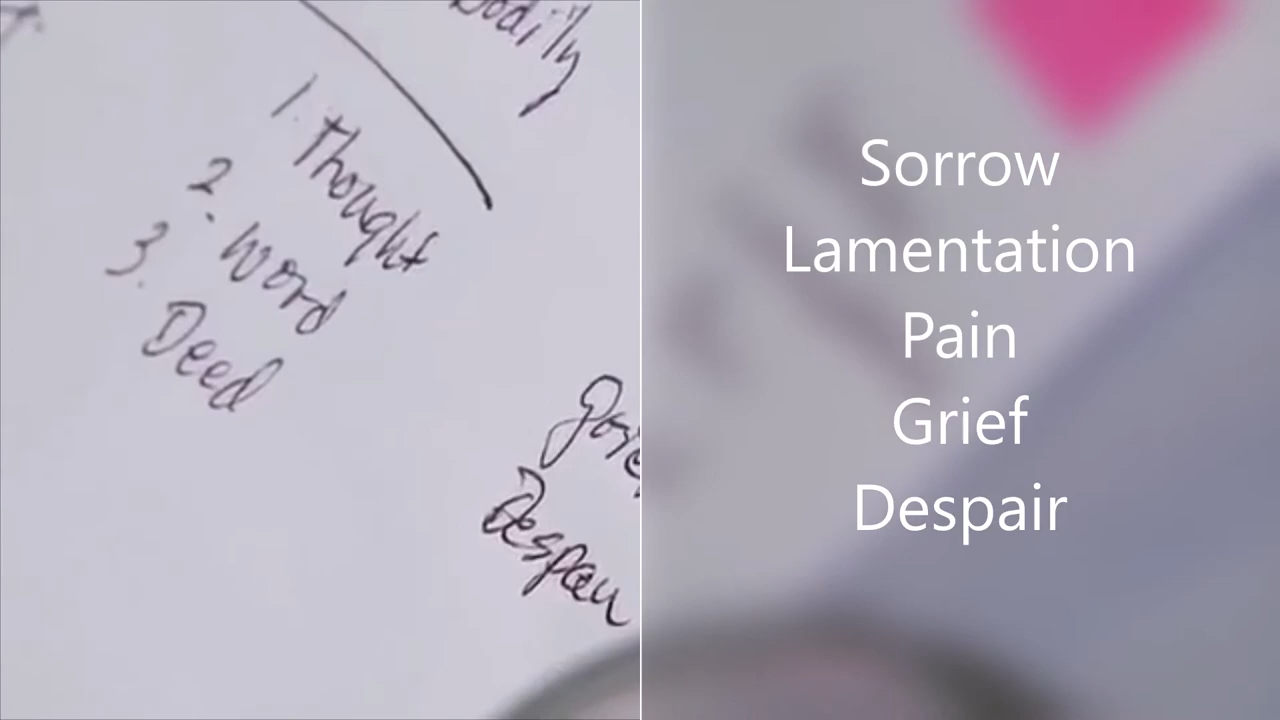 bodily
1. Thought
2. Word
3. Deed
Despair
Sorrow
Lamentation
Pain
Grief
Despair